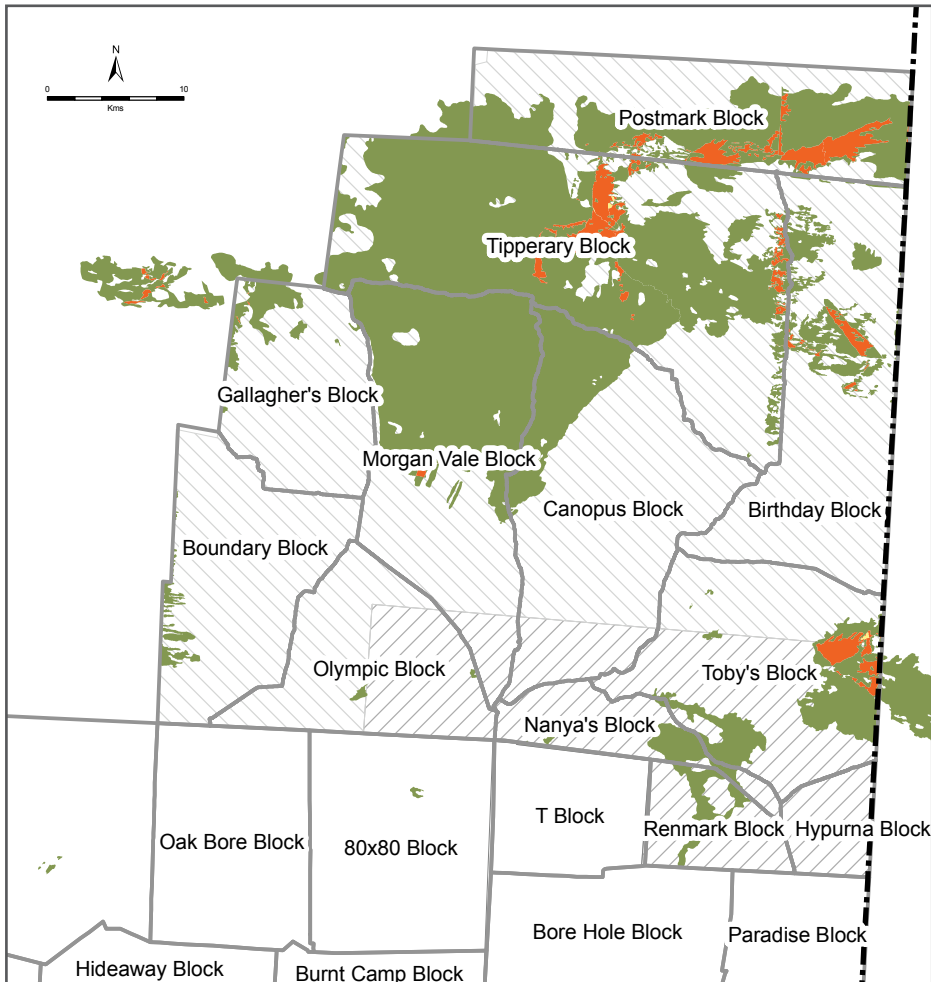 N
0
10
Kms
Postmark Block
Tipperary Block
Gallagher's Block
Morgan Vale Block
Canopus Block
Birthday Block
Boundary Block
Olympic Block
Toby's Block
Nanya's Block
T Block
Renmark Block
Hypurna Block
Oak Bore Block
80x80 Block
Bore Hole Block
Paradise Block
Hideaway Block
Burnt Camp Block